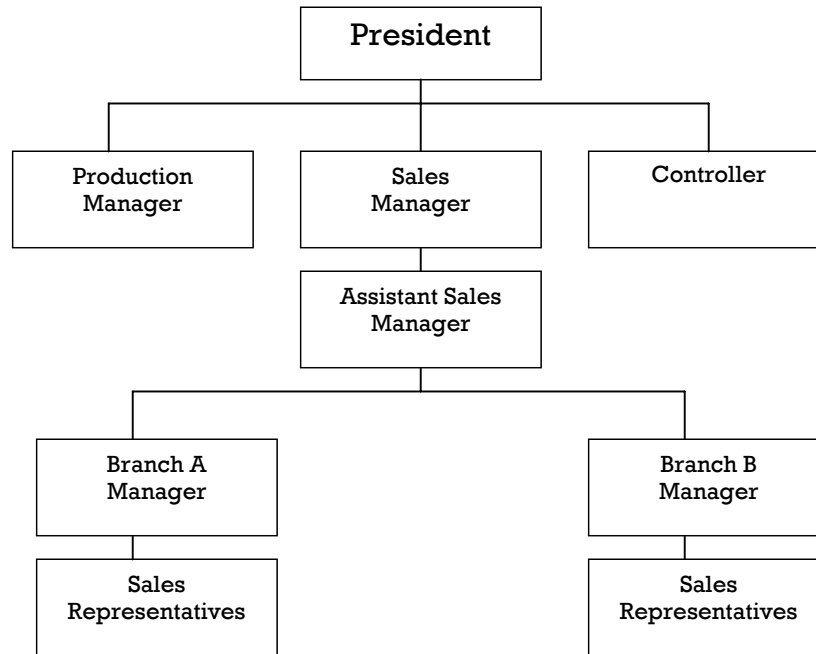 President
Production
Manager
Sales
Manager
Controller
Assistant Sales
Manager
Branch A
Manager
Branch B
Manager
Sales
Representatives
Sales
Representatives